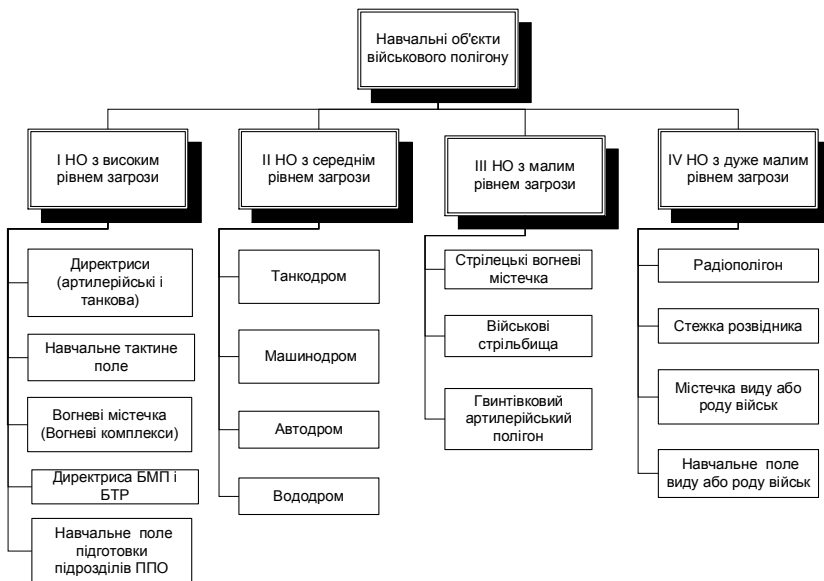 Навчальні об'єкти
військового полігону
І НО з високим
рівнем загрози
ІІ НО з середнім
рівнем загрози
ІІІ НО з малим
рівнем загрози
IV НО з дуже малим
рівнем загрози
Директриси
(артилерійські і
танкова)
Навчальне тактине
поле
Вогневі містечка
(Вогневі комплекси)
Директриса БМП і
БТР
Навчальне поле
підготовки
підрозділів ППО
Танкодром
Машинодром
Автодром
Вододром
Стрілецькі вогневі
містечка
Військові
стрільбища
Гвинтівковий
артилерійський
полігон
Радіополігон
Стежка розвідника
Містечка виду або
роду військ
Навчальне поле
виду або роду військ